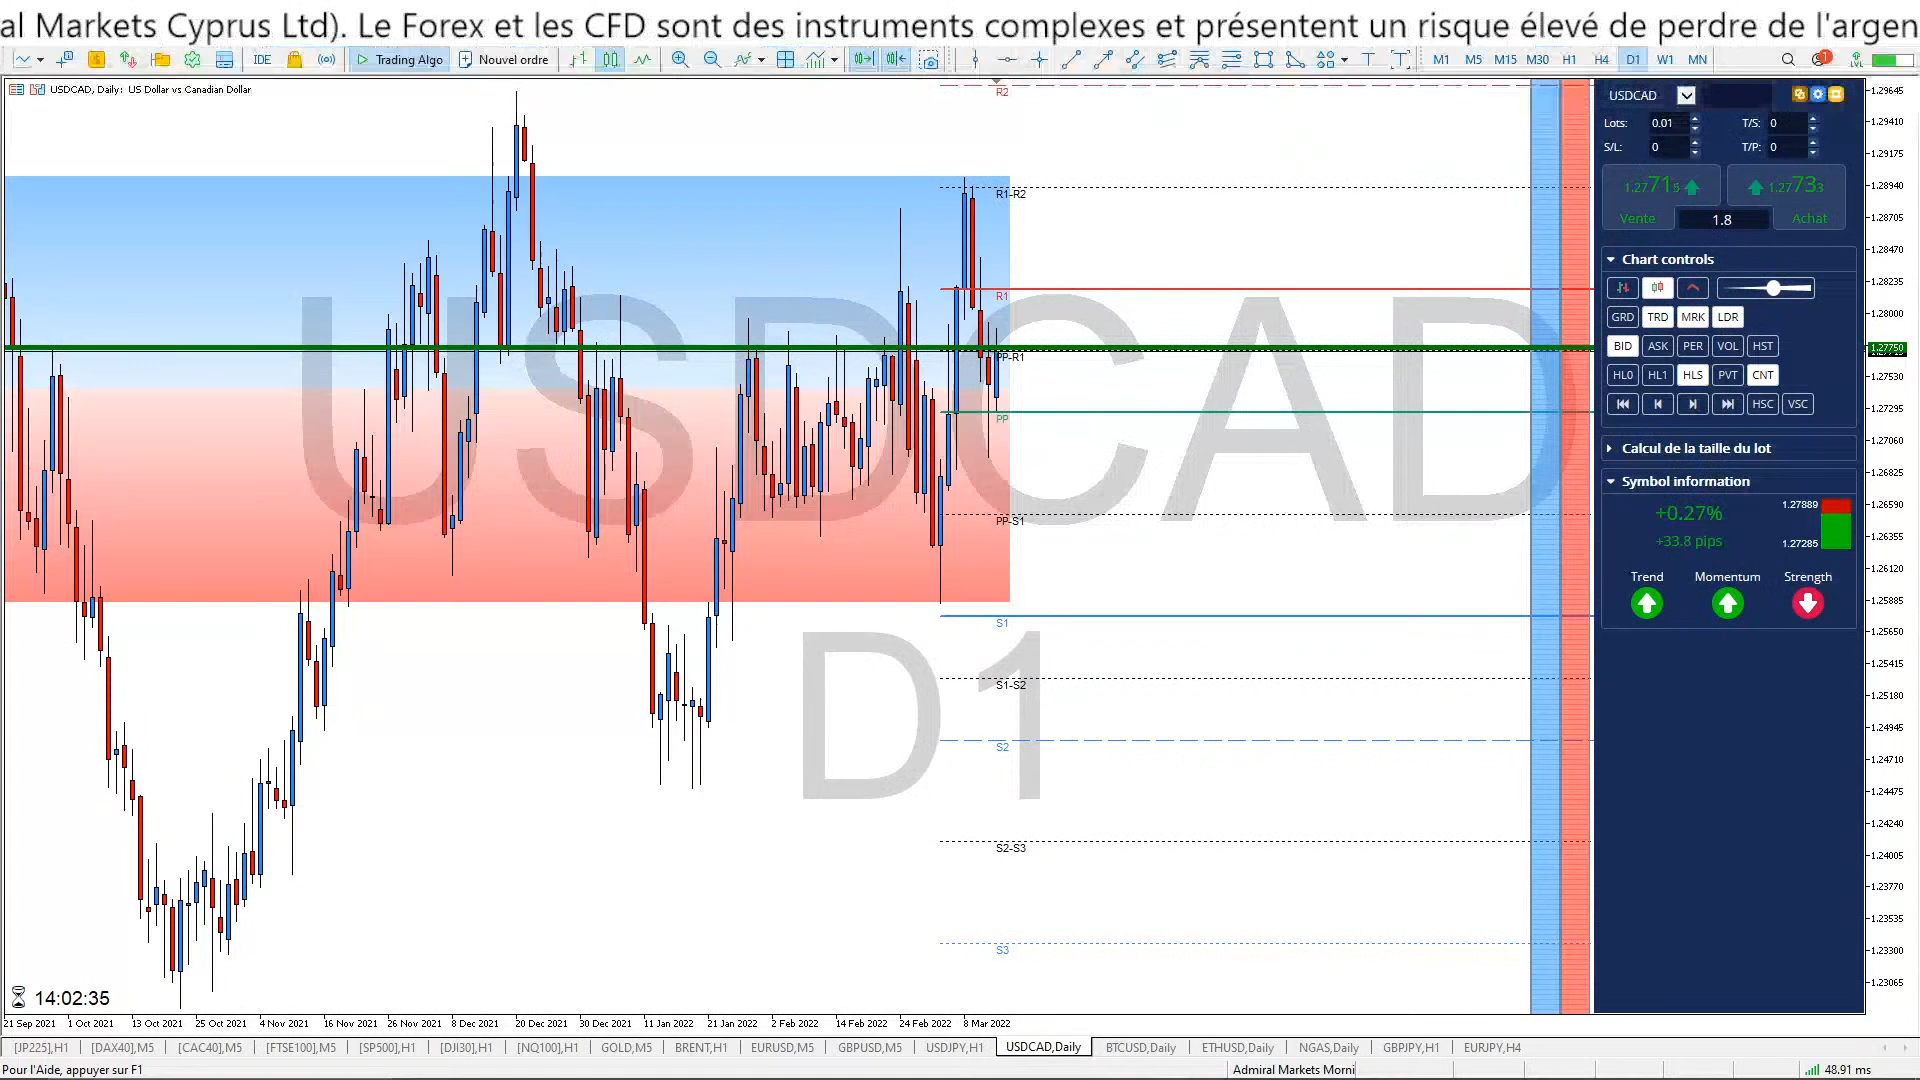 al Markets Cyprus Ltd). Le Forex et les CFD sont des instruments complexes et présentent un risque élevé de perdre de l'argen
IDE Trading Algo Nouvel ordre M1 M5 M15 M30 H1 H4 D1 W1 MN 1 LVL
USDCAD, Daily: US Dollar vs Canadian Dollar
USDCAD
D1
R2
R1-R2
R1
PP-R1
PP
PP-S1
S1
S1-S2
S2
S2-S3
S3
14:02:35
21 Sep 2021 1 Oct 2021 13 Oct 2021 25 Oct 2021 4 Nov 2021 16 Nov 2021 26 Nov 2021 8 Dec 2021 20 Dec 2021 30 Dec 2021 11 Jan 2022 21 Jan 2022 2 Feb 2022 14 Feb 2022 24 Feb 2022 8 Mar 2022
USDCAD
Lots: 0.01 T/S: 0
S/L: 0 T/P: 0
1.27715 1.27733
Vente 1.8 Achat
Chart controls
GRD TRD MRK LDR
BID ASK PER VOL HST
HL0 HL1 HLS PVT CNT
HSC VSC
Calcul de la taille du lot
Symbol information
+0.27% 1.27889
+33.8 pips 1.27285
Trend Momentum Strength
1.29645
1.29410
1.29175
1.28940
1.28705
1.28470
1.28235
1.28000
1.27750
1.27530
1.27295
1.27060
1.26825
1.26590
1.26355
1.26120
1.25885
1.25650
1.25415
1.25180
1.24945
1.24710
1.24475
1.24240
1.24005
1.23770
1.23535
1.23300
1.23065
[JP225],H1 [DAX40],M5 [CAC40],M5 [FTSE100],M5 [SP500],H1 [DJI30],H1 [NQ100],H1 GOLD,M5 BRENT,H1 EURUSD,M5 GBPUSD,M5 USDJPY,H1 USDCAD,Daily BTCUSD,Daily ETHUSD,Daily NGAS,Daily GBPJPY,H1 EURJPY,H4
Pour l'Aide, appuyer sur F1 Admiral Markets Morni 48.91 ms